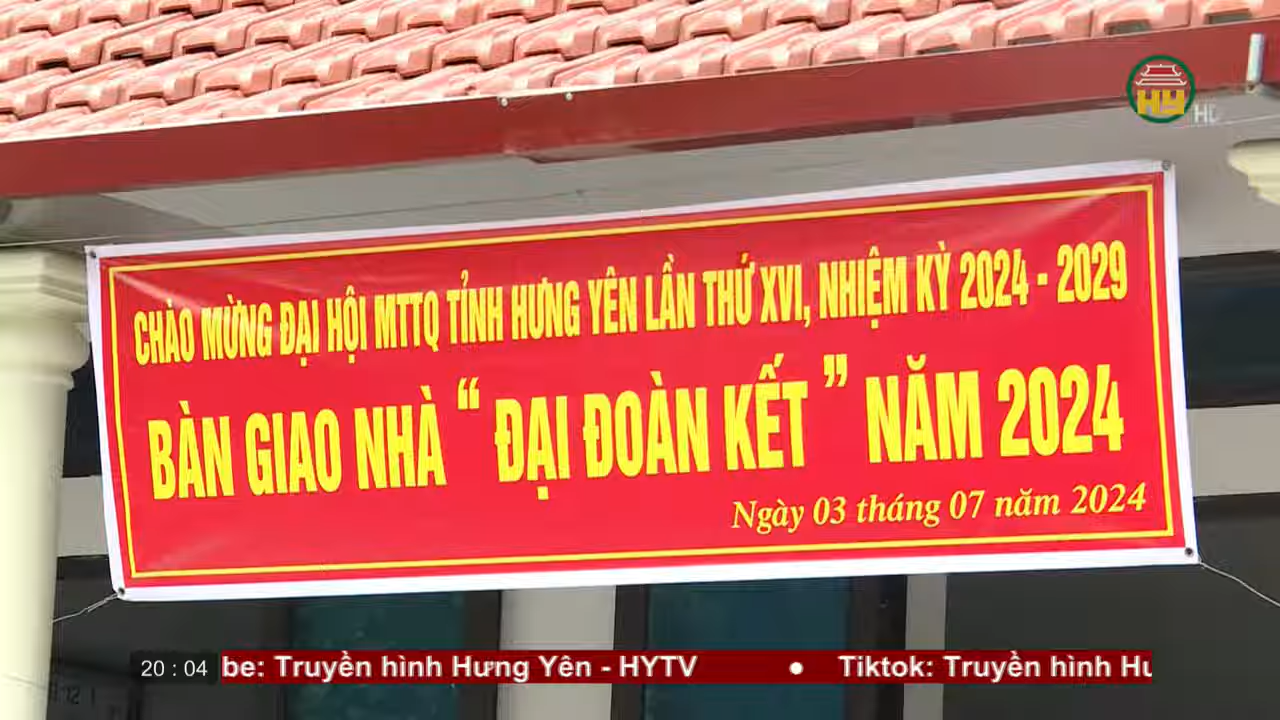 HY HD
CHÀO MỪNG ĐẠI HỘI MTTQ TỈNH HƯNG YÊN LẦN THỨ XVI, NHIỆM KỲ 2024 - 2029
BÀN GIAO NHÀ “ ĐẠI ĐOÀN KẾT ” NĂM 2024
Ngày 03 tháng 07 năm 2024
20 : 04 be: Truyền hình Hưng Yên - HYTV ● Tiktok: Truyền hình Hư